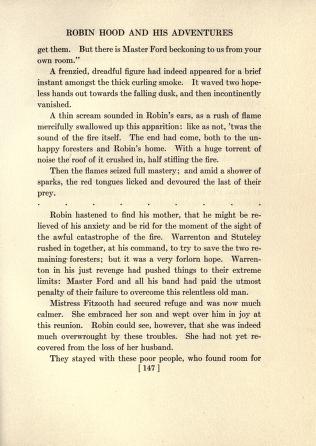 ROBIN HOOD AND HIS ADVENTURES
get them. But there is Master Ford beckoning to us from your
own room."
A frenzied, dreadful figure had indeed appeared for a brief
instant amongst the thick curling smoke. It waved two hope-
less hands out towards the falling dusk, and then incontinently
vanished.
A thin scream sounded in Robin's ears, as a rush of flame
mercifully swallowed up this apparition: like as not, 'twas the
sound of the fire itself. The end had come, both to the un-
happy foresters and Robin's home. With a huge torrent of
noise the roof of it crushed in, half stifling the fire.
Then the flames seized full mastery; and amid a shower of
sparks, the red tongues licked and devoured the last of their
prey.
. . . . . . . . .
Robin hastened to find his mother, that he might be re-
lieved of his anxiety and be rid for the moment of the sight of
the awful catastrophe of the fire. Warrenton and Stuteley
rushed in together, at his command, to try to save the two re-
maining foresters; but it was a very forlorn hope. Warren-
ton in his just revenge had pushed things to their extreme
limits: Master Ford and all his band had paid the utmost
penalty of their failure to overcome this relentless old man.
Mistress Fitzooth had secured refuge and was now much
calmer. She embraced her son and wept over him in joy at
this reunion. Robin could see, however, that she was indeed
much overwrought by these troubles. She had not yet re-
covered from the loss of her husband.
They stayed with these poor people, who found room for
[ 147 ]